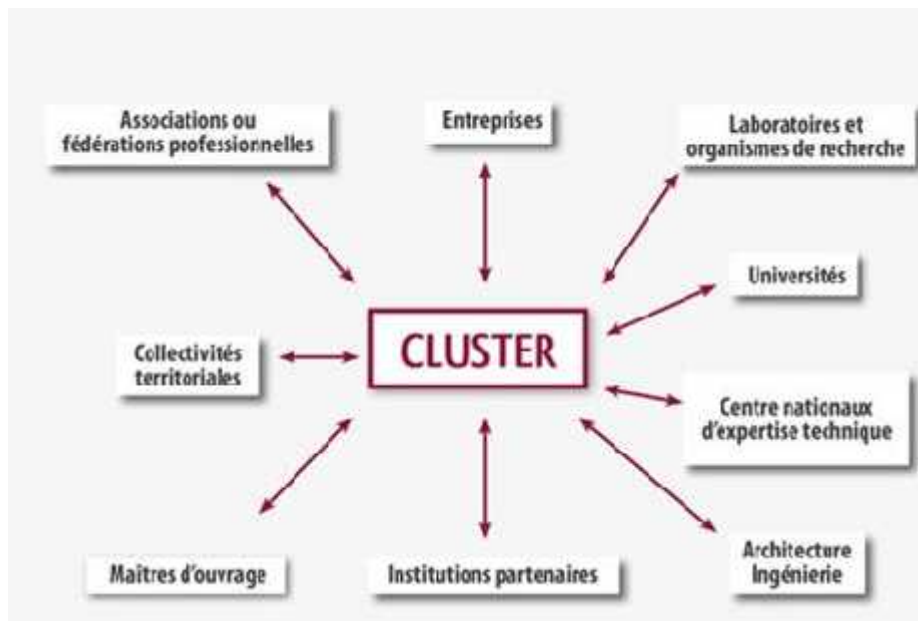 Associations ou
fédérations professionnelles
Entreprises
Laboratoires et
organismes de recherche
Universités
CLUSTER
Collectivités
territoriales
Centre nationaux
d'expertise technique
Maîtres d'ouvrage
Institutions partenaires
Architecture
Ingénierie